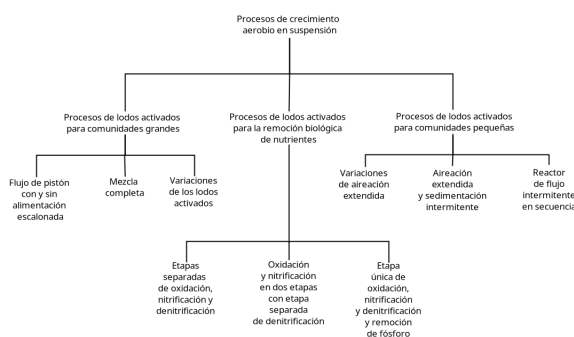 Procesos de crecimiento
aerobio en suspensión
Procesos de lodos activados
para comunidades grandes
Procesos de lodos activados
para la remoción biológica
de nutrientes
Procesos de lodos activados
para comunidades pequeñas
Flujo de pistón
con y sin
alimentación
escalonada
Mezcla
completa
Variaciones
de los lodos
activados
Variaciones
de aireación
extendida
Aireación
extendida
y sedimentación
intermitente
Reactor
de flujo
intermitente
en secuencia
Etapas
separadas
de oxidación,
nitrificación y
denitrificación
Oxidación
y nitrificación
en dos etapas
con etapa
separada
de denitrificación
Etapa
única de
oxidación,
nitrificación
y denitrificación
y remoción
de fósforo